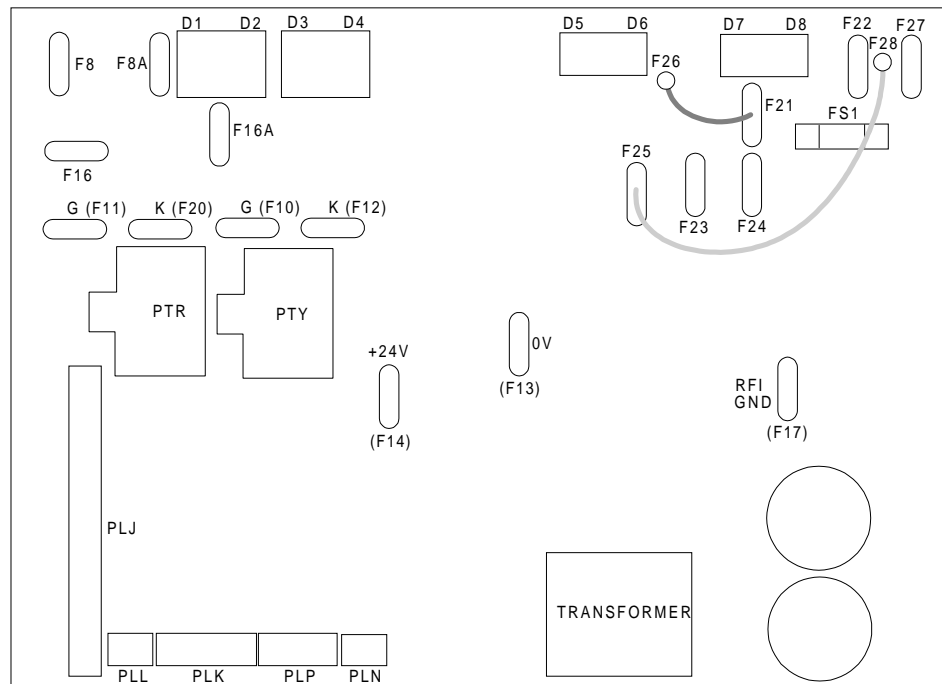 D1 D2 D3 D4 D5 D6 D7 D8 F22 F27
F8 F8A F26 F28
F21 FS1
F16A
F16 F25
G (F11) K (F20) G (F10) K (F12) F23 F24
PTR PTY
+24V 0V
(F13)
RFI
GND
(F14) (F17)
PLJ
TRANSFORMER
PLL PLK PLP PLN